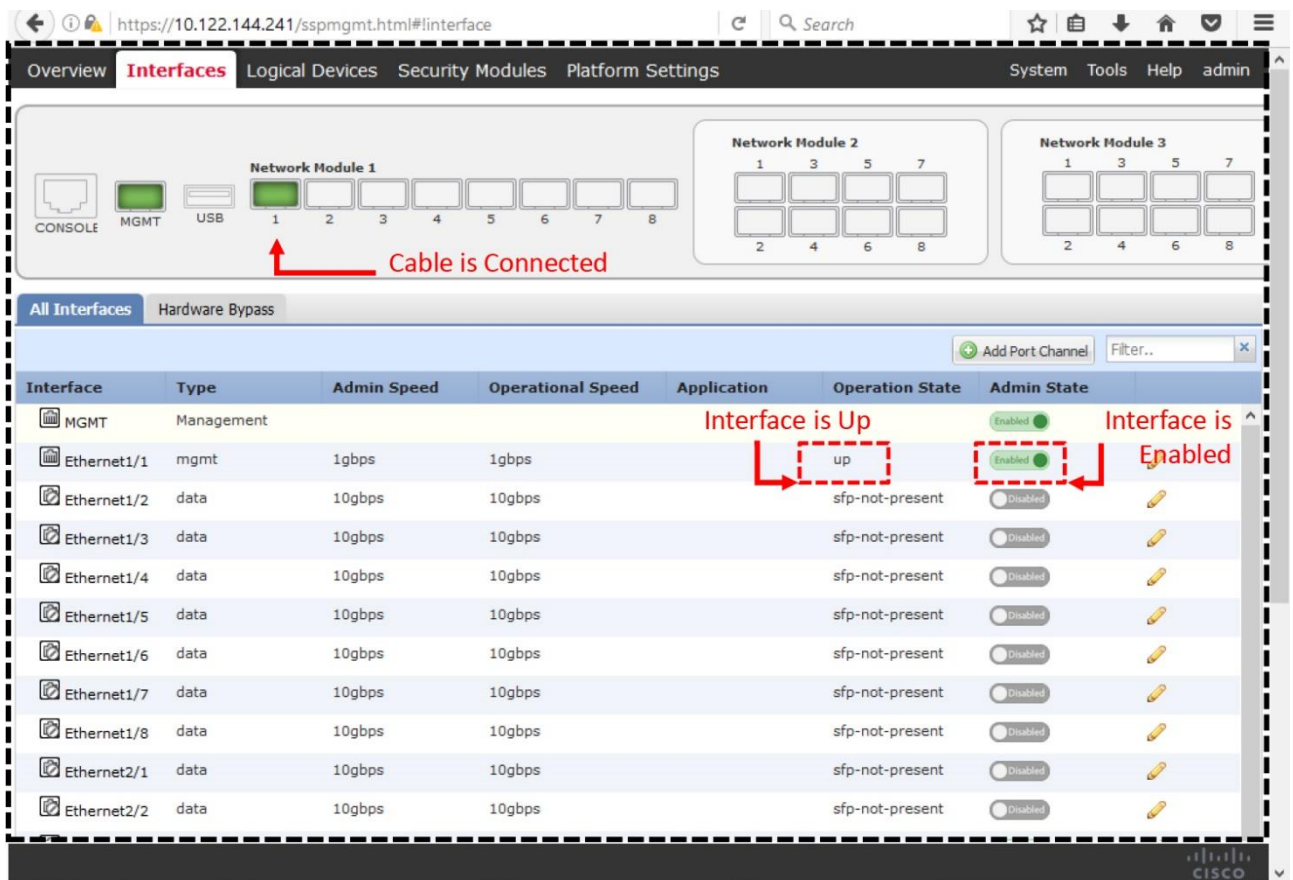 https://10.122.144.241/sspmgmt.html#!interface Search
Overview Interfaces Logical Devices Security Modules Platform Settings System Tools Help admin
Network Module 1
CONSOLE MGMT USB 1 2 3 4 5 6 7 8
Network Module 2
1 3 5 7
2 4 6 8
Network Module 3
1 3 5 7
2 4 6 8
Cable is Connected
All Interfaces Hardware Bypass
Add Port Channel Filter..
Interface Type Admin Speed Operational Speed Application Operation State Admin State
MGMT Management Enabled
Interface is Up
Interface is
Enabled
Ethernet1/1 mgmt 1gbps 1gbps up Enabled
Ethernet1/2 data 10gbps 10gbps sfp-not-present Disabled
Ethernet1/3 data 10gbps 10gbps sfp-not-present Disabled
Ethernet1/4 data 10gbps 10gbps sfp-not-present Disabled
Ethernet1/5 data 10gbps 10gbps sfp-not-present Disabled
Ethernet1/6 data 10gbps 10gbps sfp-not-present Disabled
Ethernet1/7 data 10gbps 10gbps sfp-not-present Disabled
Ethernet1/8 data 10gbps 10gbps sfp-not-present Disabled
Ethernet2/1 data 10gbps 10gbps sfp-not-present Disabled
Ethernet2/2 data 10gbps 10gbps sfp-not-present Disabled
CISCO